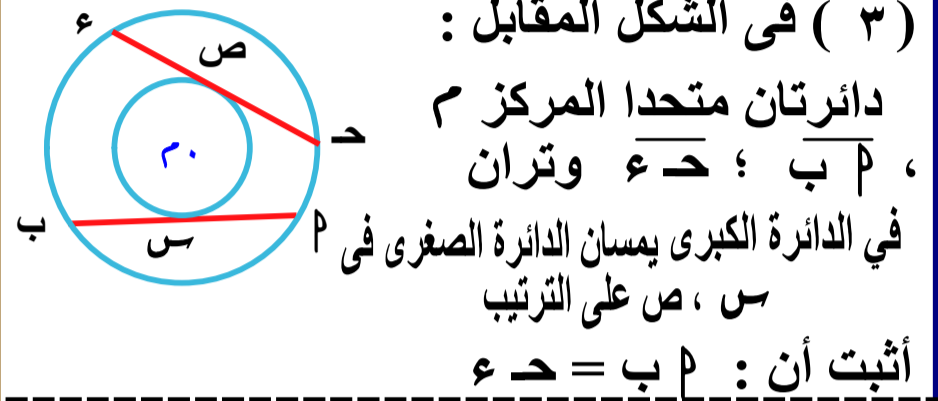 ( ٣ ) فى الشكل المقابل :
دائرتان متحدا المركز م
، أ ب ؛ حـ ء وتران
في الدائرة الكبرى يمسان الدائرة الصغرى فى
س ، ص على الترتيب
أثبت أن : أ ب = حـ ء
ء
ص
حـ
م
ب
س
أ